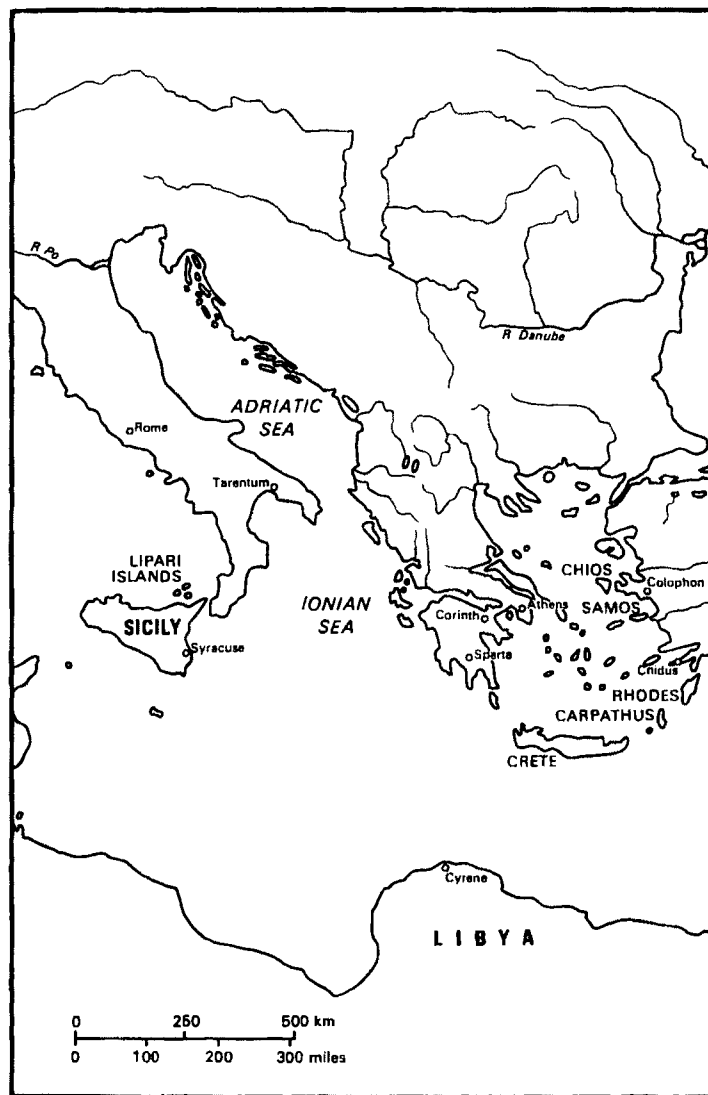 R Po
R Danube
ADRIATIC
SEA
Rome
Tarentum
LIPARI
ISLANDS
CHIOS
Colophon
IONIAN
SEA
Corinth
Athens
SAMOS
SICILY
Syracuse
Sparta
Cnidus
RHODES
CARPATHUS
CRETE
Cyrene
LIBYA
0 250 500 km
0 100 200 300 miles